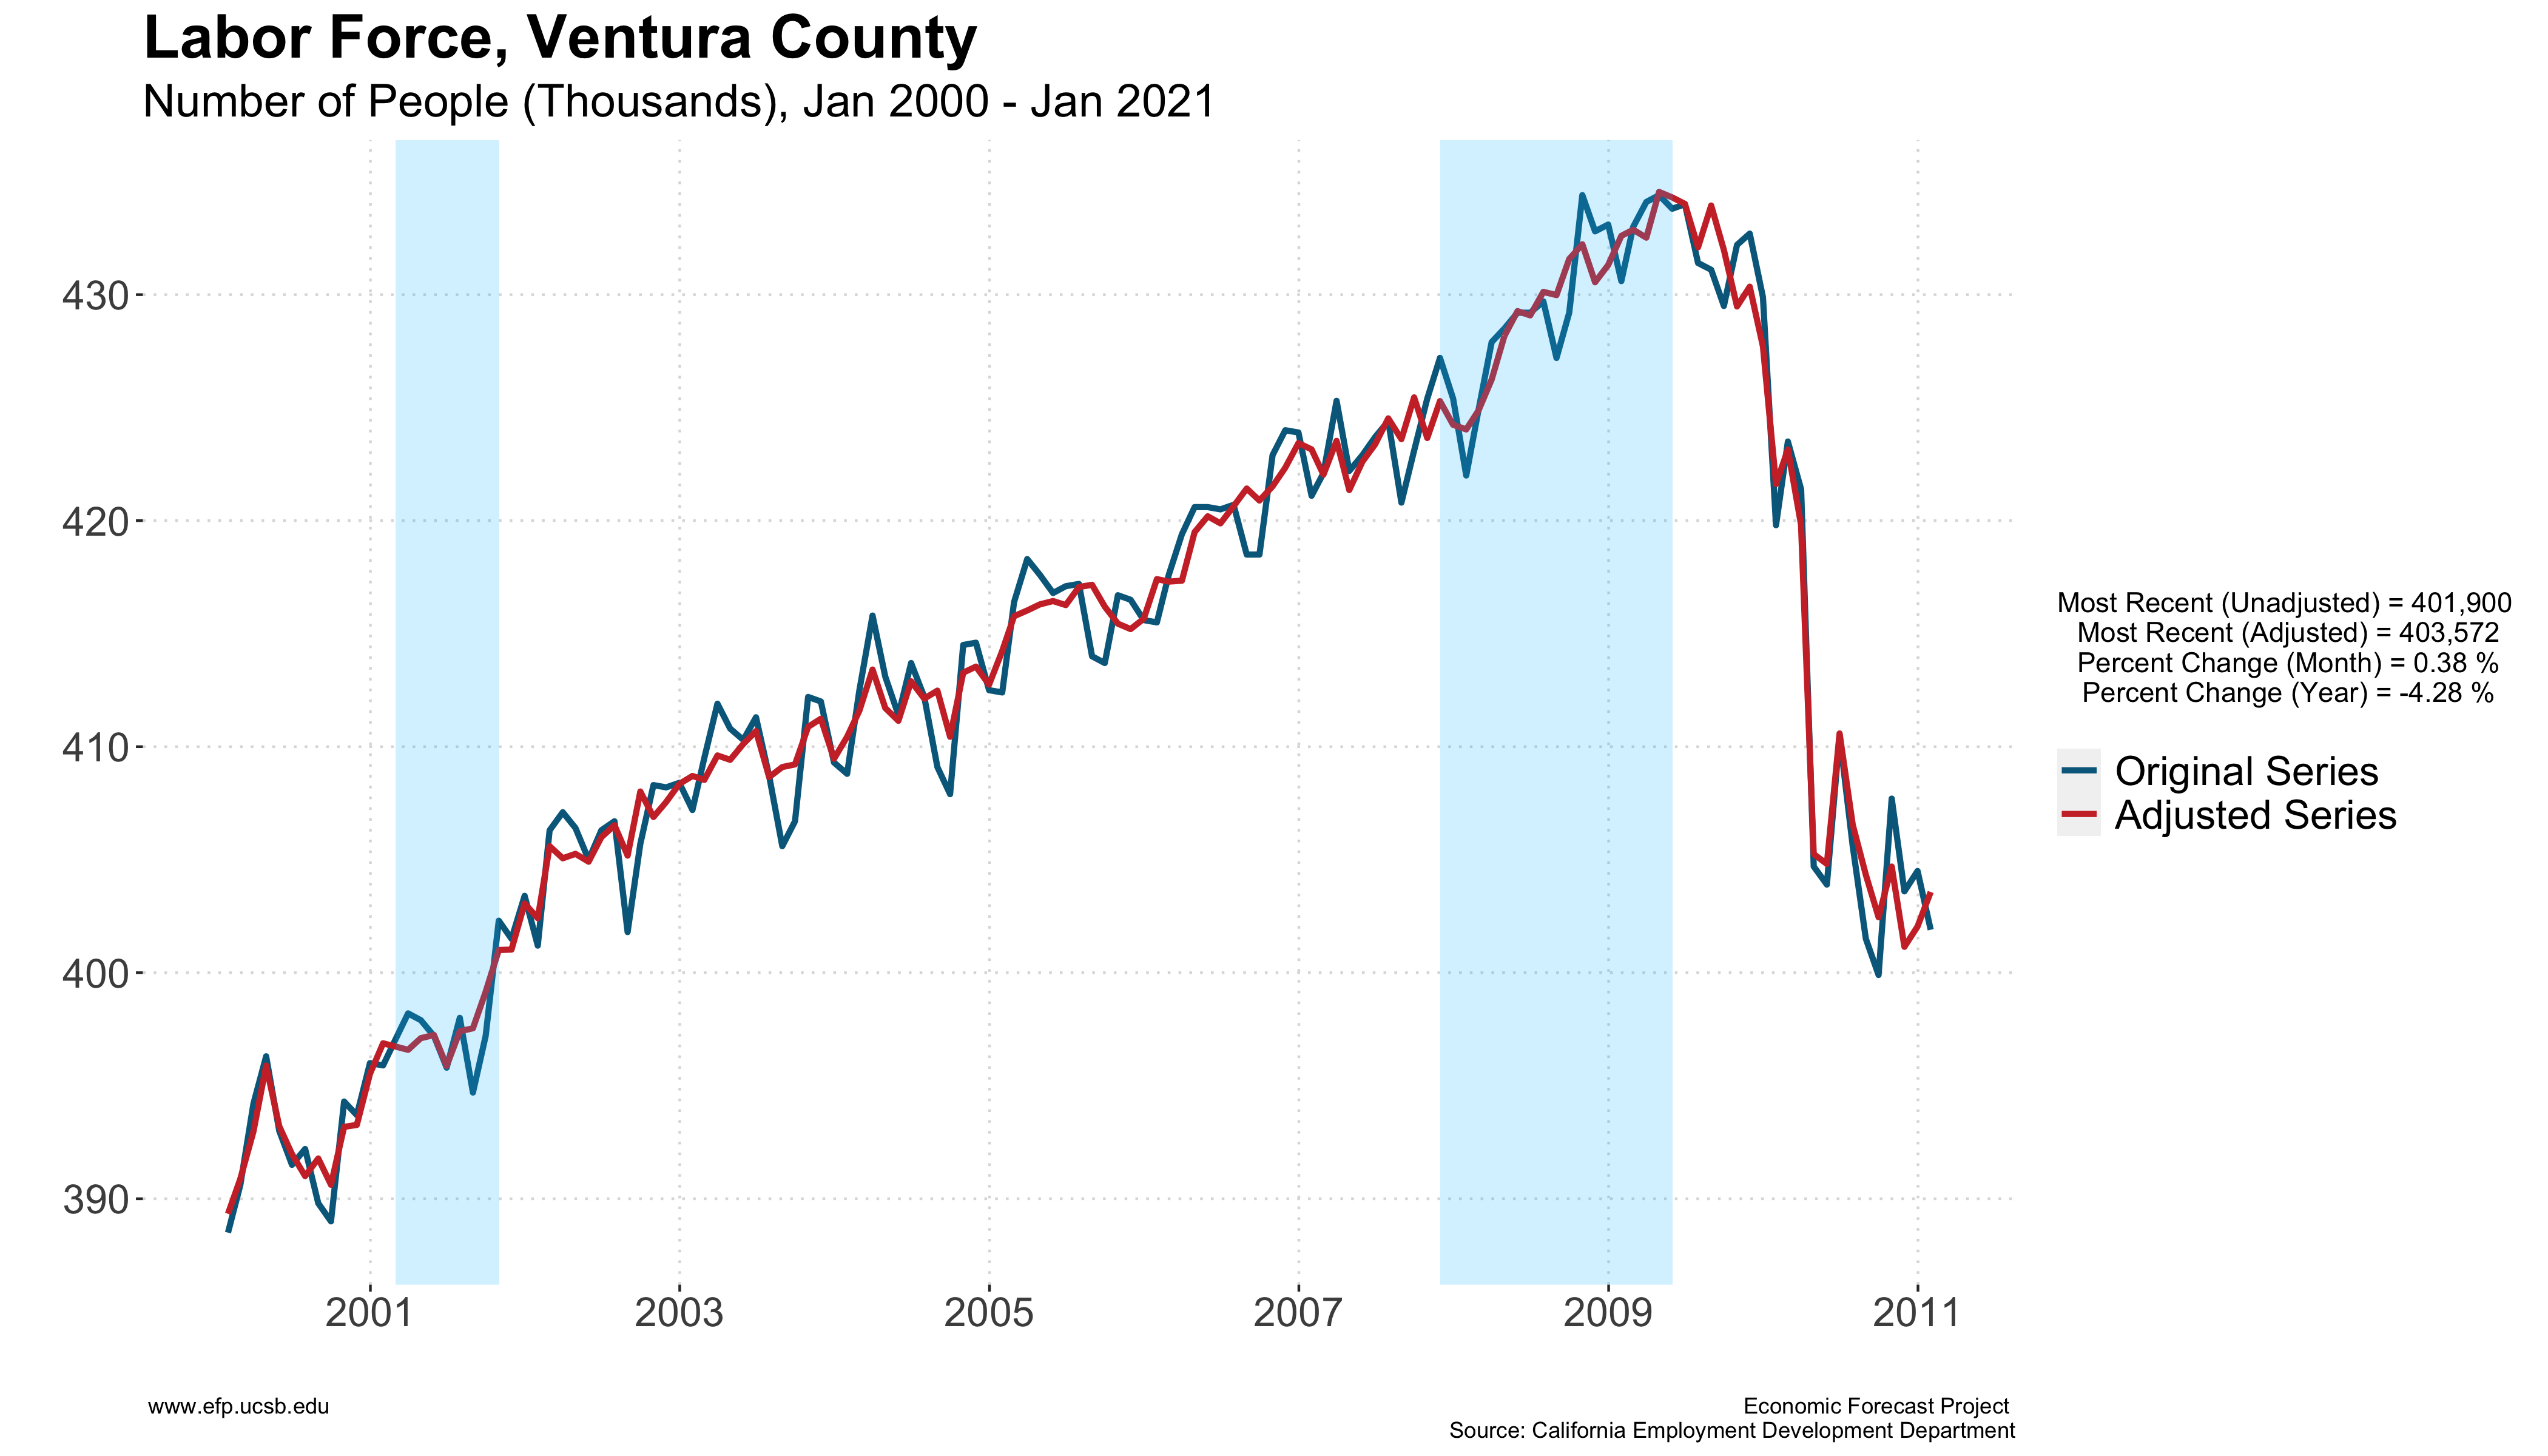 Labor Force, Ventura County
Number of People (Thousands), Jan 2000 - Jan 2021
430
420
410
400
390
2001
2003
2005
2007
2009
2011
Most Recent (Unadjusted) = 401,900
Most Recent (Adjusted) = 403,572
Percent Change (Month) = 0.38 %
Percent Change (Year) = -4.28 %
Original Series
Adjusted Series
www.efp.ucsb.edu
Economic Forecast Project
Source: California Employment Development Department